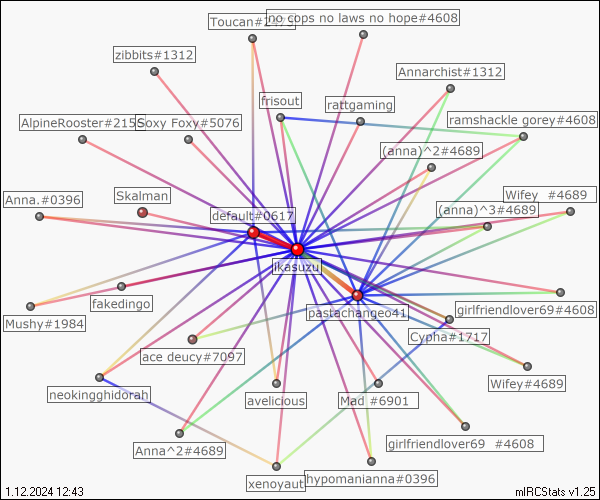 Toucan#2473
no cops no laws no hope#4608
zibbits#1312
Annarchist#1312
frisout
rattgaming
AlpineRooster#2155
Soxy Foxy#5076
ramshackle gorey#4608
(anna)^2#4689
Anna.#0396
Skalman
Wifey #4689
default#0617
(anna)^3#4689
jkasuzu
fakedingo
girlfriendlover69#4608
pastachangeo41
Mushy#1984
Cypha#1717
ace deucy#7097
Wifey#4689
neokingghidorah
avelicious
Mad #6901
Anna^2#4689
girlfriendlover69 #4608
xenoyaut
hypomanianna#0396
1.12.2024 12:43
mIRCStats v1.25